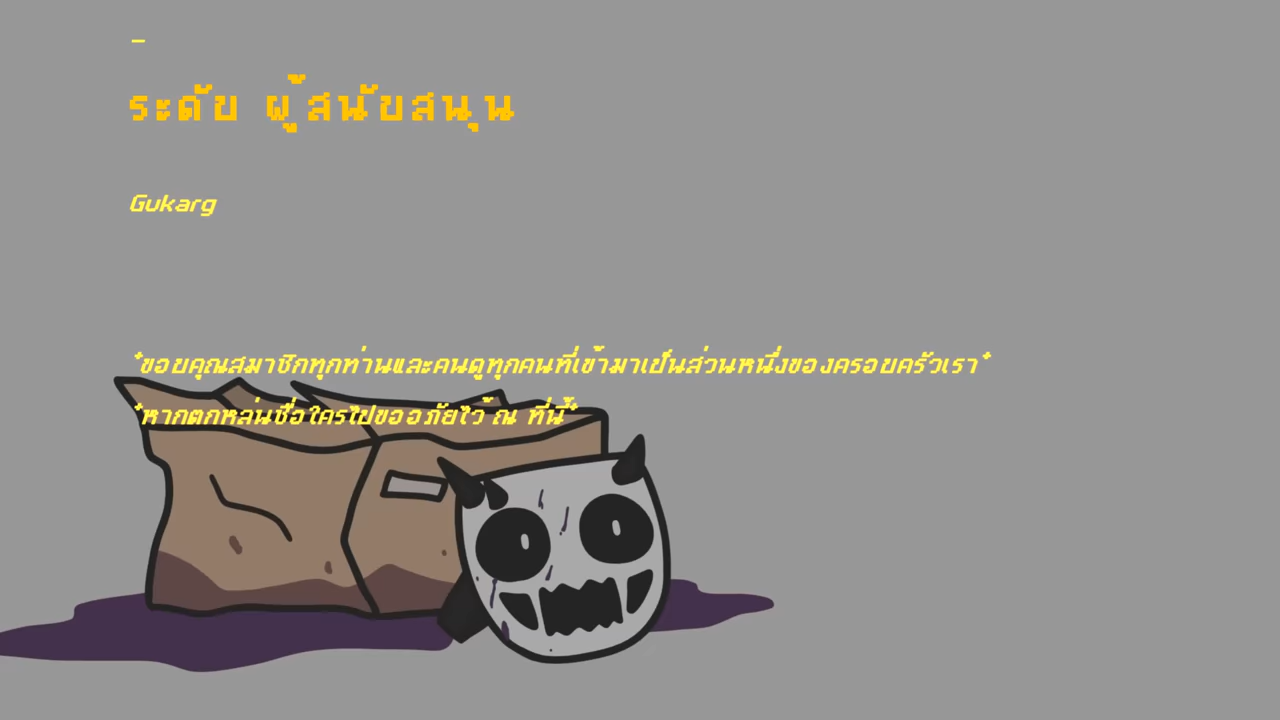 -
ระดับ ผู้สนับสนุน
Gukarg
"ขอบคุณสมาชิกทุกท่านและคนดูทุกคนที่เข้ามาเป็นส่วนหนึ่งของครอบครัวเรา"
"หากตกหล่นชื่อใครไปขออภัยไว้ ณ ที่นี้"